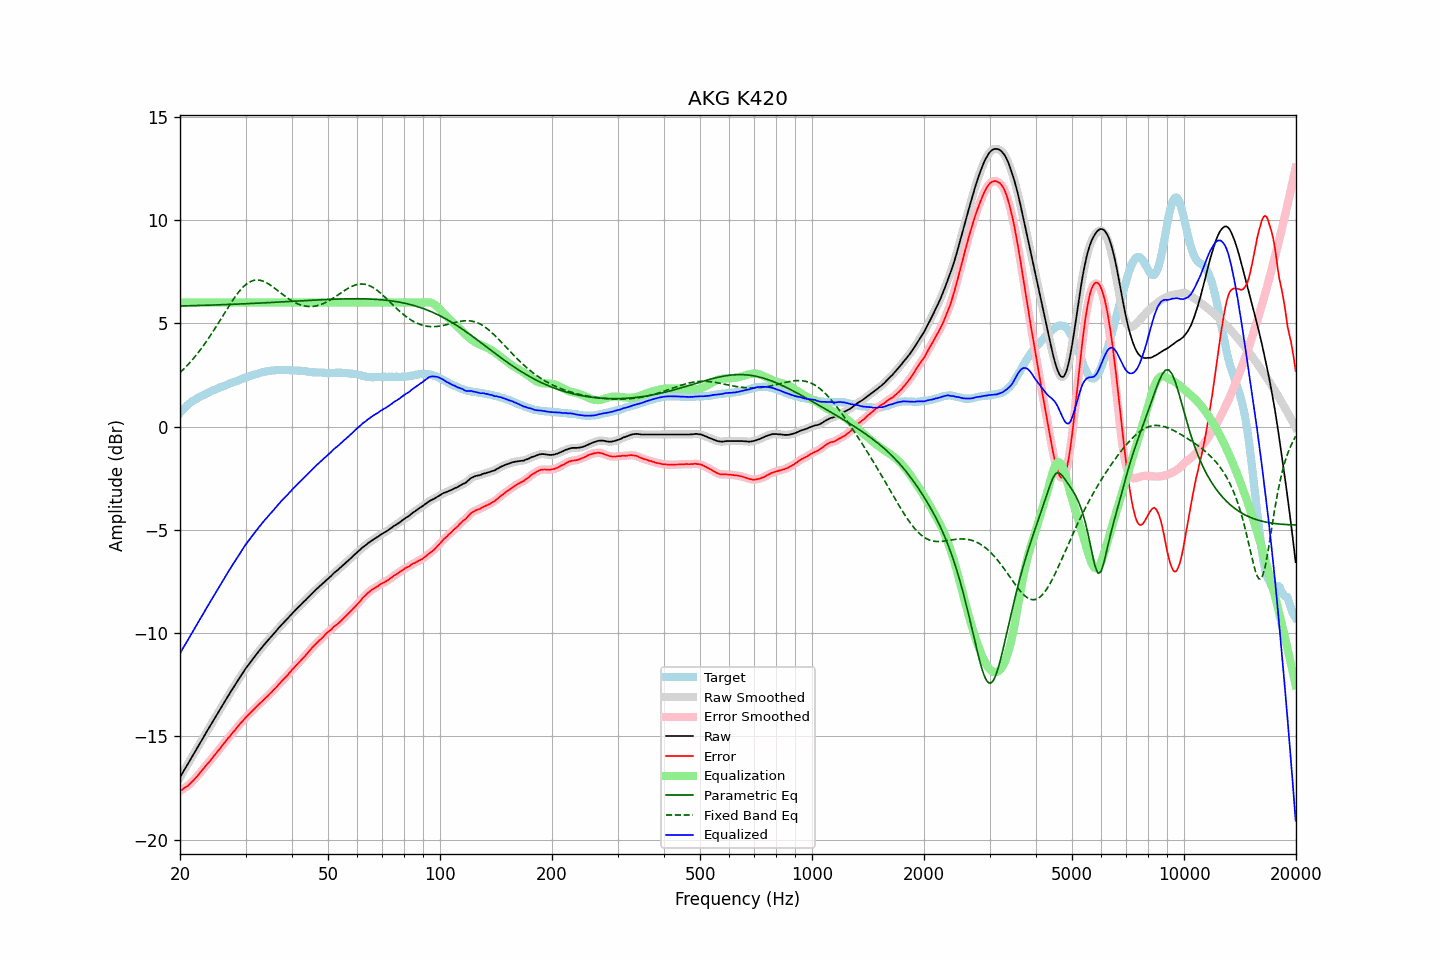 AKG K420
Amplitude (dBr)
15
10
5
0
−5
−10
−15
−20
Target
Raw Smoothed
Error Smoothed
Raw
Error
Equalization
Parametric Eq
Fixed Band Eq
Equalized
20 50 100 200 500 1000 2000 5000 10000 20000
Frequency (Hz)